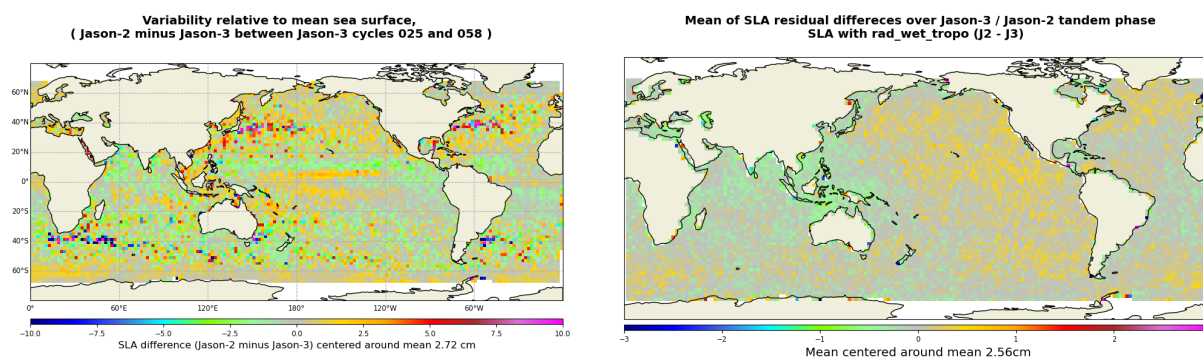 Variability relative to mean sea surface,
( Jason-2 minus Jason-3 between Jason-3 cycles 025 and 058 )
60°N
40°N
20°N
0°
20°S
40°S
60°S
0°
60°E
120°E
180°
120°W
60°W
-10.0
-7.5
-5.0
-2.5
0.0
2.5
5.0
7.5
10.0
SLA difference (Jason-2 minus Jason-3) centered around mean 2.72 cm
Mean of SLA residual differeces over Jason-3 / Jason-2 tandem phase
SLA with rad_wet_tropo (J2 - J3)
−3
−2
−1
0
1
2
Mean centered around mean 2.56cm